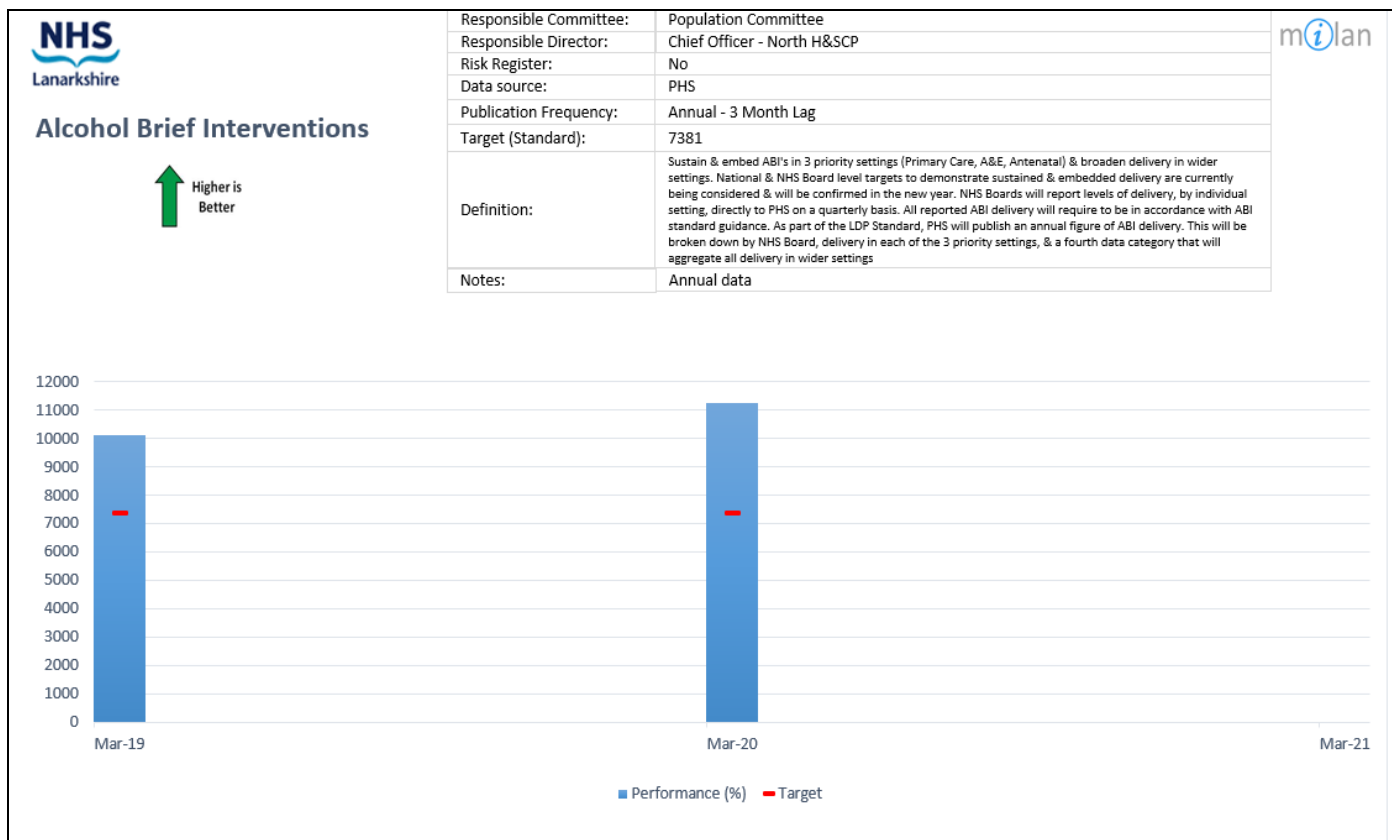 NHS
Lanarkshire
Alcohol Brief Interventions
Higher is
Better
Responsible Committee: Population Committee
Responsible Director: Chief Officer - North H&SCP
Risk Register: No
Data source: PHS
Publication Frequency: Annual - 3 Month Lag
Target (Standard): 7381
Definition:
Sustain & embed ABI's in 3 priority settings (Primary Care, A&E, Antenatal) & broaden delivery in wider
settings. National & NHS Board level targets to demonstrate sustained & embedded delivery are currently
being considered & will be confirmed in the new year. NHS Boards will report levels of delivery, by individual
setting, directly to PHS on a quarterly basis. All reported ABI delivery will require to be in accordance with ABI
standard guidance. As part of the LDP Standard, PHS will publish an annual figure of ABI delivery. This will be
broken down by NHS Board, delivery in each of the 3 priority settings, & a fourth data category that will
aggregate all delivery in wider settings
Notes: Annual data
milan
12000
11000
10000
9000
8000
7000
6000
5000
4000
3000
2000
1000
0
Mar-19 Mar-20 Mar-21
Performance (%) Target